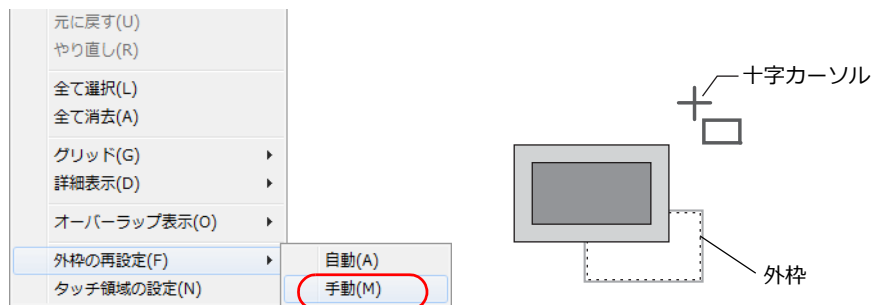 元に戻す(U)
やり直し(R)
全て選択(L)
全て消去(A)
グリッド(G)
詳細表示(D)
オーバーラップ表示(O)
外枠の再設定(F)
タッチ領域の設定(N)
自動(A)
手動(M)
十字カーソル
外枠